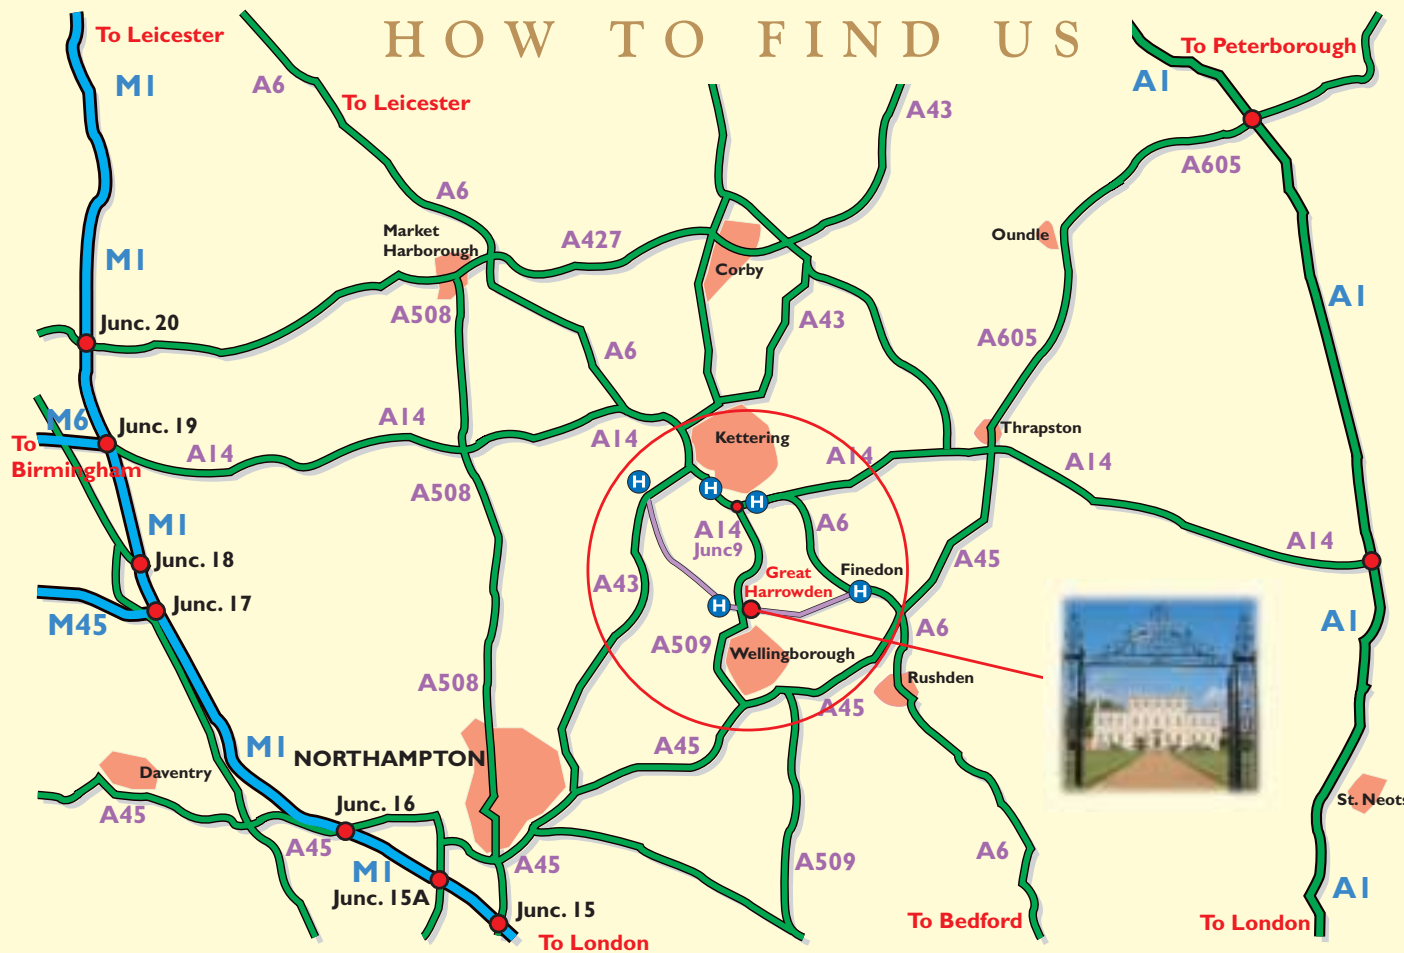 HOW TO FIND US
To Leicester
M1
A6
To Leicester
A43
To Peterborough
A1
A605
A6
Market
Harborough
A427
Corby
Oundle
M1
A508
A43
A605
A1
Junc. 20
A6
M6
Junc. 19
A14
A14
A14
Kettering
A14
Thrapston
A14
To
Birmingham
A508
H
H
H
M1
A14
Junc9
A6
A45
A14
Junc. 18
Great
Harrowden
Finedon
A43
H
H
Junc. 17
M45
A509
A6
A1
Wellingborough
A508
Rushden
A45
M1
NORTHAMPTON
A45
Daventry
A45
Junc. 16
St. Neots
A45
M1
A45
A509
A6
A1
Junc. 15A
Junc. 15
To London
To Bedford
To London